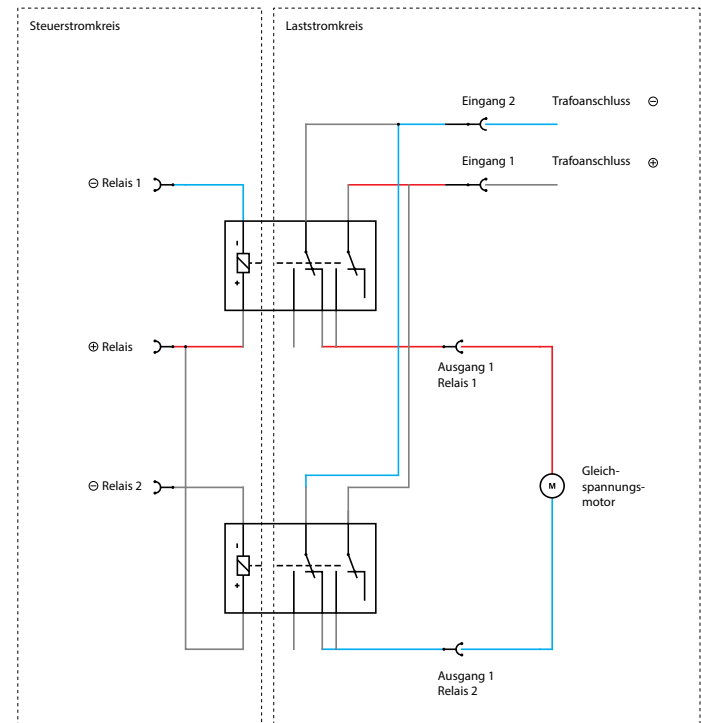 Steuerstromkreis
Laststromkreis
Eingang 2 Trafoanschluss ⊖
Eingang 1 Trafoanschluss ⊕
⊖ Relais 1
-
+
⊕ Relais
Ausgang 1
Relais 1
Gleich-
spannungs-
motor
M
⊖ Relais 2
-
+
Ausgang 1
Relais 2